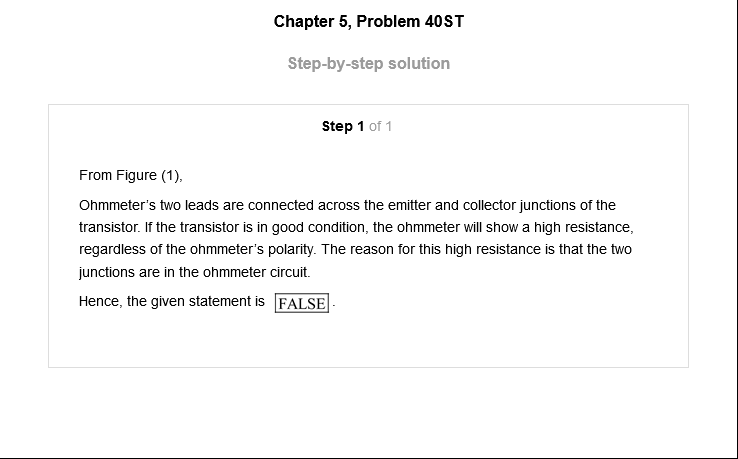 Chapter 5, Problem 40ST
Step-by-step solution
Step 1 of 1
From Figure (1),
Ohmmeter's two leads are connected across the emitter and collector junctions of the
transistor. If the transistor is in good condition, the ohmmeter will show a high resistance,
regardless of the ohmmeter's polarity. The reason for this high resistance is that the two
junctions are in the ohmmeter circuit.
Hence, the given statement is FALSE.